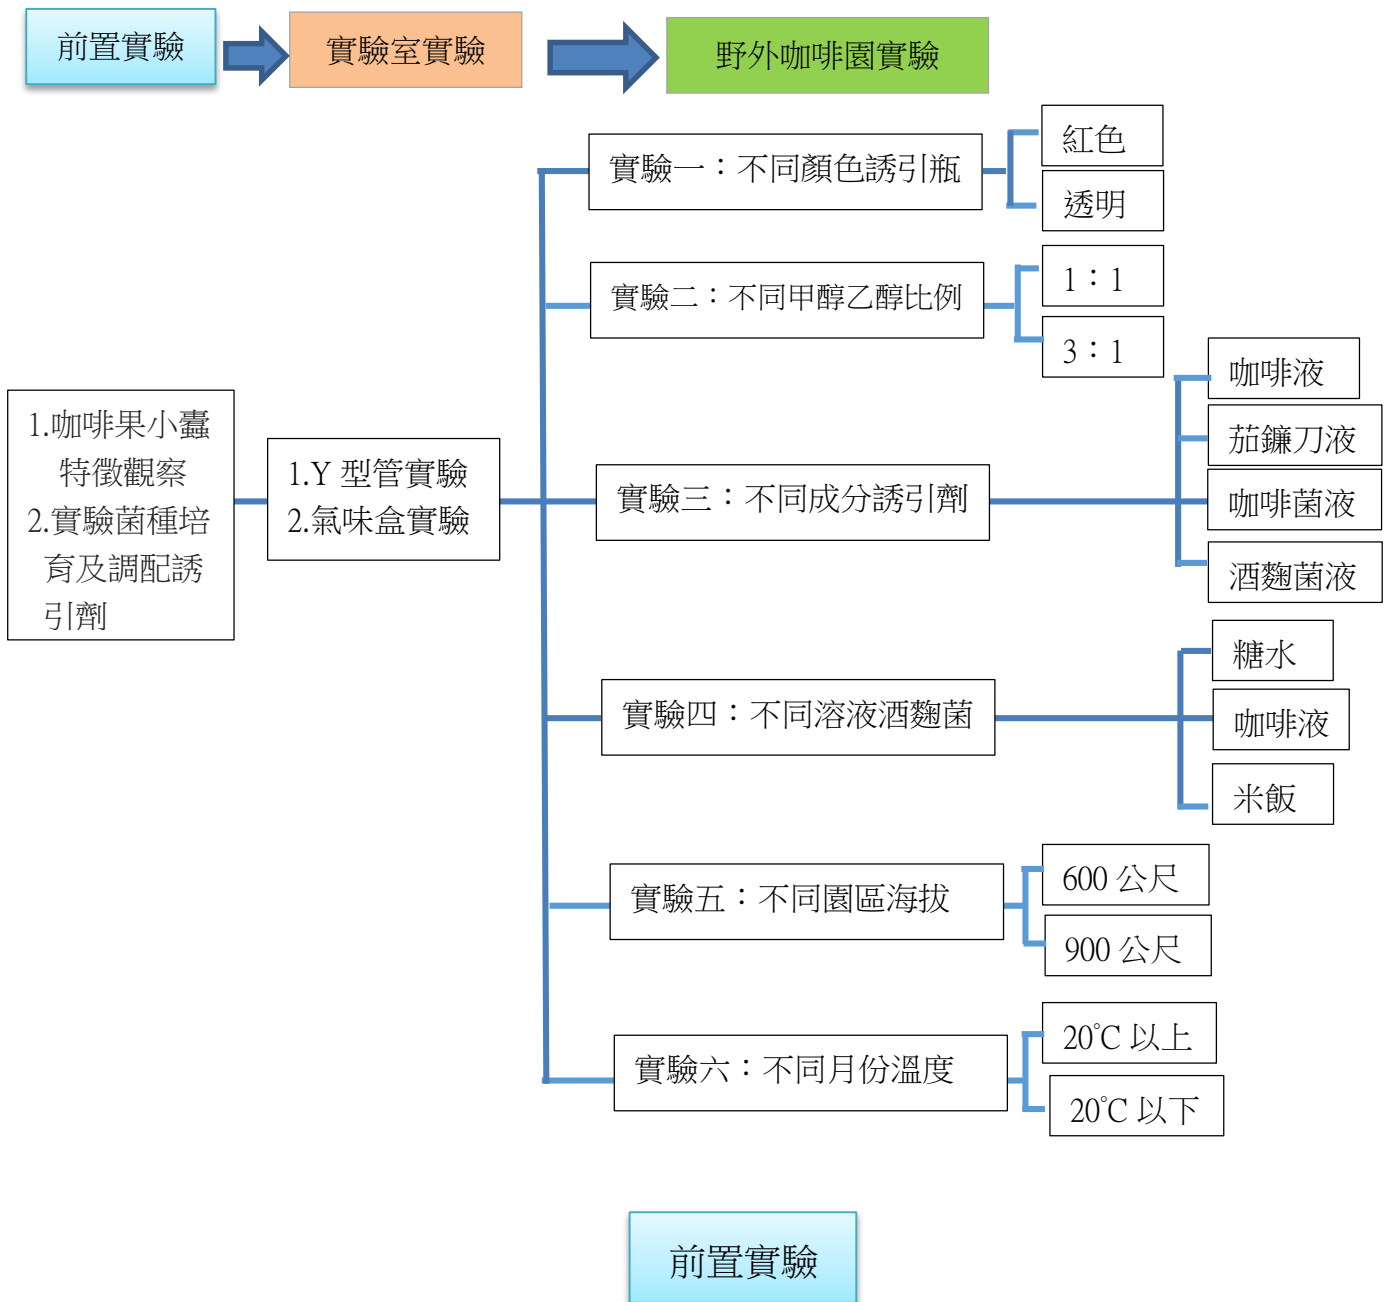 前置實驗
實驗室實驗
野外咖啡園實驗
1.咖啡果小蠹
特徵觀察
2.實驗菌種培
育及調配誘
引劑
1.Y 型管實驗
2.氣味盒實驗
實驗一：不同顏色誘引瓶
紅色
透明
實驗二：不同甲醇乙醇比例
1：1
3：1
實驗三：不同成分誘引劑
咖啡液
茄鐮刀液
咖啡菌液
酒麴菌液
實驗四：不同溶液酒麴菌
糖水
咖啡液
米飯
實驗五：不同園區海拔
600 公尺
900 公尺
實驗六：不同月份溫度
20℃ 以上
20℃ 以下
前置實驗